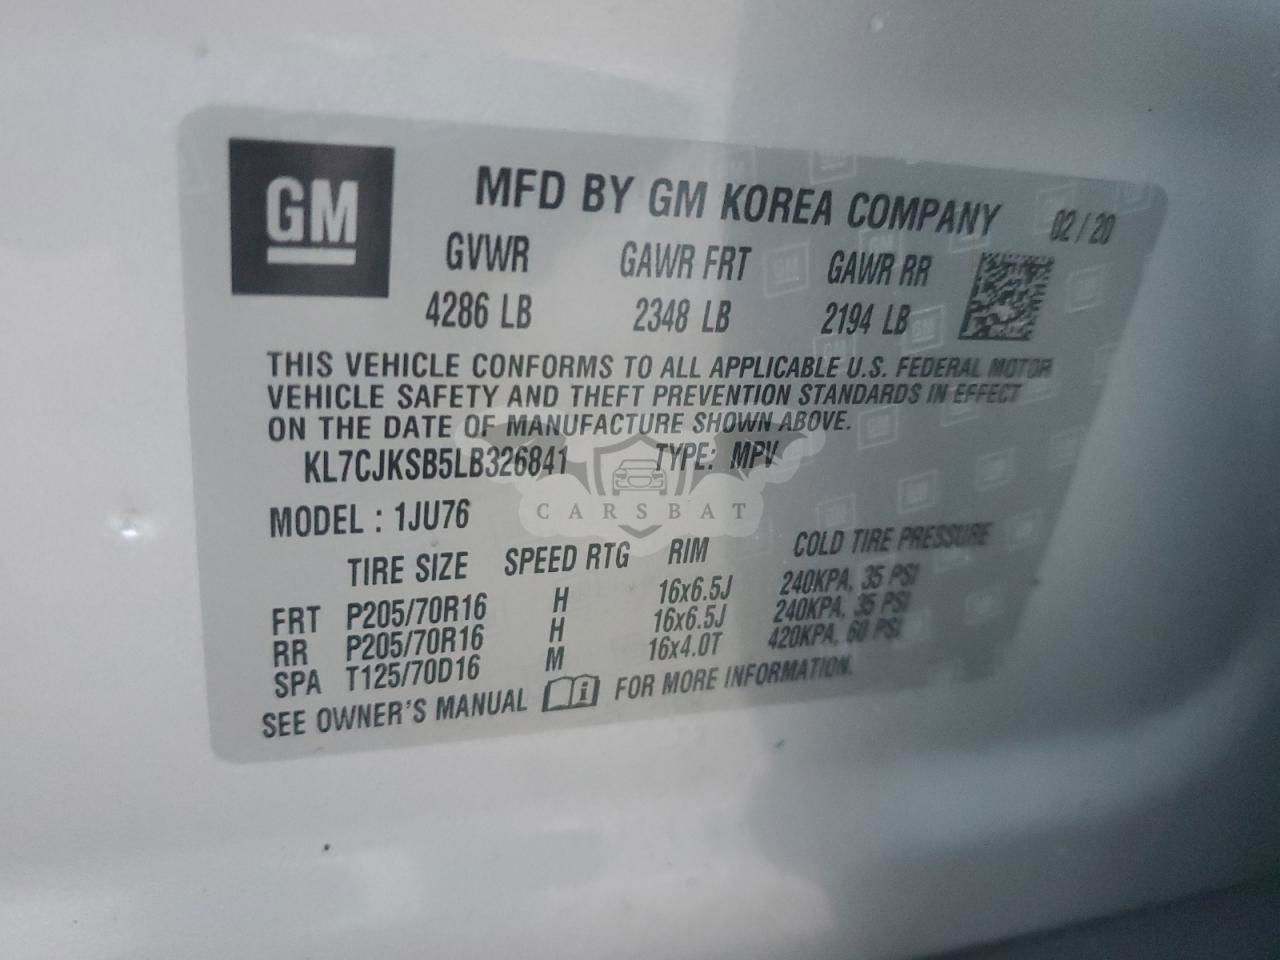 GM
MFD BY GM KOREA COMPANY 02/20
GVWR GAWR FRT GAWR RR
4286 LB 2348 LB 2194 LB
THIS VEHICLE CONFORMS TO ALL APPLICABLE U.S. FEDERAL MOTOR
VEHICLE SAFETY AND THEFT PREVENTION STANDARDS IN EFFECT
ON THE DATE OF MANUFACTURE SHOWN ABOVE.
KL7CJKSB5LB326841 TYPE: MPV
CARSBAT
MODEL : 1JU76
TIRE SIZE SPEED RTG RIM COLD TIRE PRESSURE
FRT P205/70R16 H 16x6.5J 240KPA, 35 PSI
RR P205/70R16 H 16x6.5J 240KPA, 35 PSI
SPA T125/70D16 M 16x4.0T 420KPA, 60 PSI
SEE OWNER'S MANUAL i FOR MORE INFORMATION.